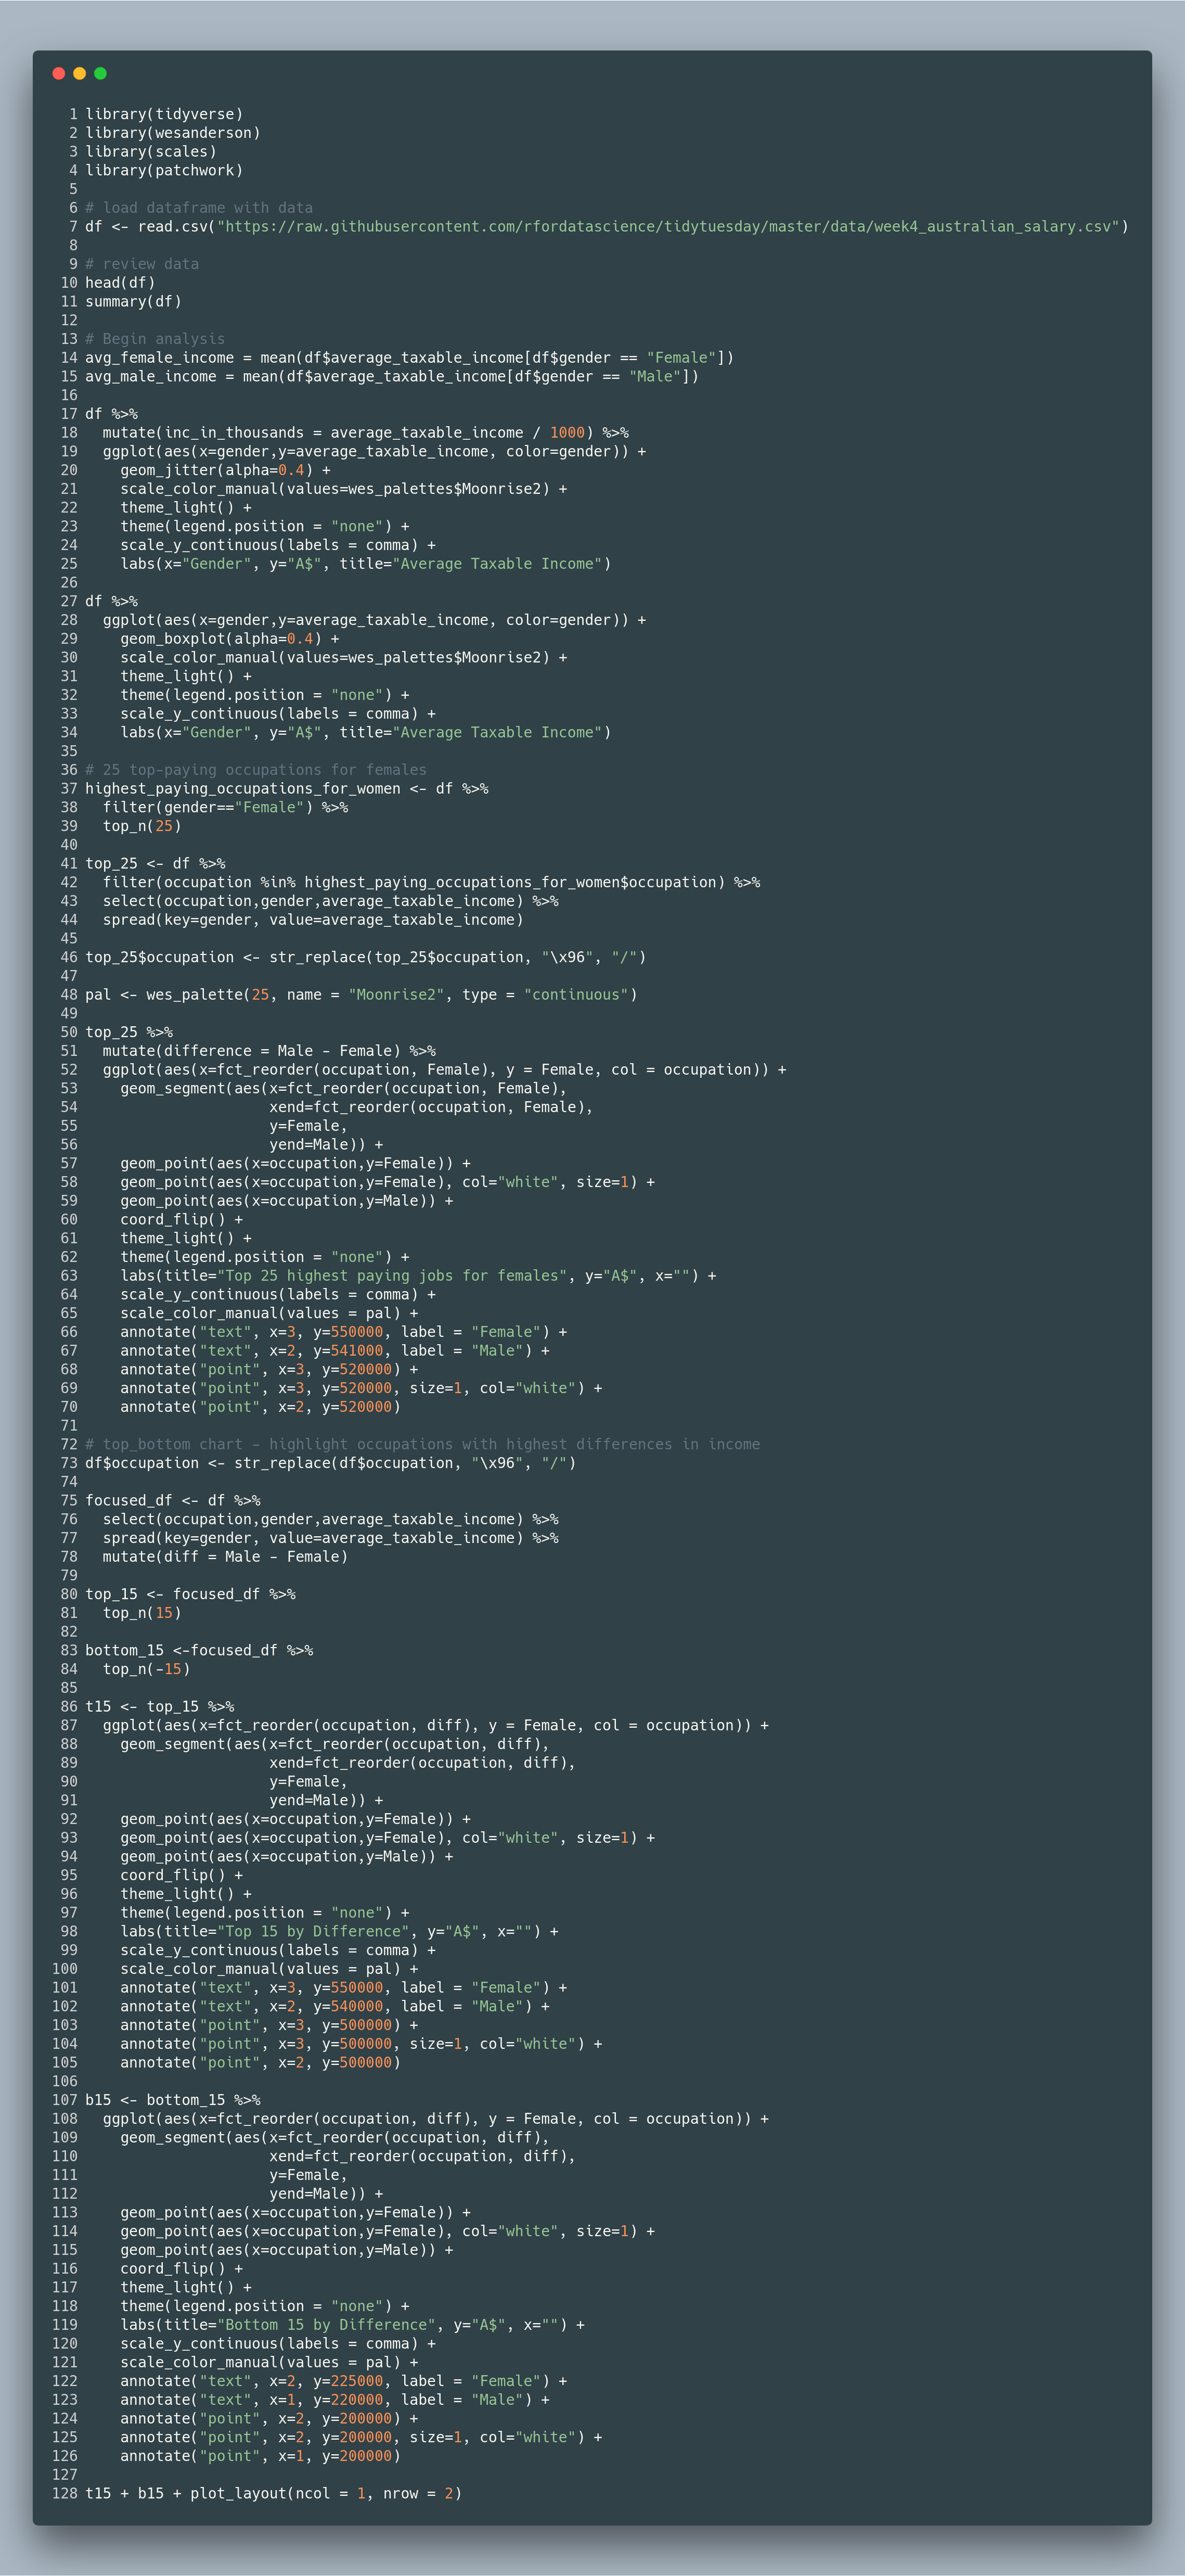 1 library(tidyverse)
2 library(wesanderson)
3 library(scales)
4 library(patchwork)
5
6 # load dataframe with data
7 df <- read.csv("https://raw.githubusercontent.com/rfordatascience/tidytuesday/master/data/week4_australian_salary.csv")
8
9 # review data
10 head(df)
11 summary(df)
12
13 # Begin analysis
14 avg_female_income = mean(df$average_taxable_income[df$gender == "Female"])
15 avg_male_income = mean(df$average_taxable_income[df$gender == "Male"])
16
17 df %>%
18   mutate(inc_in_thousands = average_taxable_income / 1000) %>%
19   ggplot(aes(x=gender,y=average_taxable_income, color=gender)) +
20     geom_jitter(alpha=0.4) +
21     scale_color_manual(values=wes_palettes$Moonrise2) +
22     theme_light() +
23     theme(legend.position = "none") +
24     scale_y_continuous(labels = comma) +
25     labs(x="Gender", y="A$", title="Average Taxable Income")
26
27 df %>%
28   ggplot(aes(x=gender,y=average_taxable_income, color=gender)) +
29     geom_boxplot(alpha=0.4) +
30     scale_color_manual(values=wes_palettes$Moonrise2) +
31     theme_light() +
32     theme(legend.position = "none") +
33     scale_y_continuous(labels = comma) +
34     labs(x="Gender", y="A$", title="Average Taxable Income")
35
36 # 25 top-paying occupations for females
37 highest_paying_occupations_for_women <- df %>%
38   filter(gender=="Female") %>%
39   top_n(25)
40
41 top_25 <- df %>%
42   filter(occupation %in% highest_paying_occupations_for_women$occupation) %>%
43   select(occupation,gender,average_taxable_income) %>%
44   spread(key=gender, value=average_taxable_income)
45
46 top_25$occupation <- str_replace(top_25$occupation, "\x96", "/")
47
48 pal <- wes_palette(25, name = "Moonrise2", type = "continuous")
49
50 top_25 %>%
51   mutate(difference = Male - Female) %>%
52   ggplot(aes(x=fct_reorder(occupation, Female), y = Female, col = occupation)) +
53     geom_segment(aes(x=fct_reorder(occupation, Female),
54                      xend=fct_reorder(occupation, Female),
55                      y=Female,
56                      yend=Male)) +
57     geom_point(aes(x=occupation,y=Female)) +
58     geom_point(aes(x=occupation,y=Female), col="white", size=1) +
59     geom_point(aes(x=occupation,y=Male)) +
60     coord_flip() +
61     theme_light() +
62     theme(legend.position = "none") +
63     labs(title="Top 25 highest paying jobs for females", y="A$", x="") +
64     scale_y_continuous(labels = comma) +
65     scale_color_manual(values = pal) +
66     annotate("text", x=3, y=550000, label = "Female") +
67     annotate("text", x=2, y=541000, label = "Male") +
68     annotate("point", x=3, y=520000) +
69     annotate("point", x=3, y=520000, size=1, col="white") +
70     annotate("point", x=2, y=520000)
71
72 # top_bottom chart - highlight occupations with highest differences in income
73 df$occupation <- str_replace(df$occupation, "\x96", "/")
74
75 focused_df <- df %>%
76   select(occupation,gender,average_taxable_income) %>%
77   spread(key=gender, value=average_taxable_income) %>%
78   mutate(diff = Male - Female)
79
80 top_15 <- focused_df %>%
81   top_n(15)
82
83 bottom_15 <-focused_df %>%
84   top_n(-15)
85
86 t15 <- top_15 %>%
87   ggplot(aes(x=fct_reorder(occupation, diff), y = Female, col = occupation)) +
88     geom_segment(aes(x=fct_reorder(occupation, diff),
89                      xend=fct_reorder(occupation, diff),
90                      y=Female,
91                      yend=Male)) +
92     geom_point(aes(x=occupation,y=Female)) +
93     geom_point(aes(x=occupation,y=Female), col="white", size=1) +
94     geom_point(aes(x=occupation,y=Male)) +
95     coord_flip() +
96     theme_light() +
97     theme(legend.position = "none") +
98     labs(title="Top 15 by Difference", y="A$", x="") +
99     scale_y_continuous(labels = comma) +
100     scale_color_manual(values = pal) +
101     annotate("text", x=3, y=550000, label = "Female") +
102     annotate("text", x=2, y=540000, label = "Male") +
103     annotate("point", x=3, y=500000) +
104     annotate("point", x=3, y=500000, size=1, col="white") +
105     annotate("point", x=2, y=500000)
106
107 b15 <- bottom_15 %>%
108   ggplot(aes(x=fct_reorder(occupation, diff), y = Female, col = occupation)) +
109     geom_segment(aes(x=fct_reorder(occupation, diff),
110                      xend=fct_reorder(occupation, diff),
111                      y=Female,
112                      yend=Male)) +
113     geom_point(aes(x=occupation,y=Female)) +
114     geom_point(aes(x=occupation,y=Female), col="white", size=1) +
115     geom_point(aes(x=occupation,y=Male)) +
116     coord_flip() +
117     theme_light() +
118     theme(legend.position = "none") +
119     labs(title="Bottom 15 by Difference", y="A$", x="") +
120     scale_y_continuous(labels = comma) +
121     scale_color_manual(values = pal) +
122     annotate("text", x=2, y=225000, label = "Female") +
123     annotate("text", x=1, y=220000, label = "Male") +
124     annotate("point", x=2, y=200000) +
125     annotate("point", x=2, y=200000, size=1, col="white") +
126     annotate("point", x=1, y=200000)
127
128 t15 + b15 + plot_layout(ncol = 1, nrow = 2)